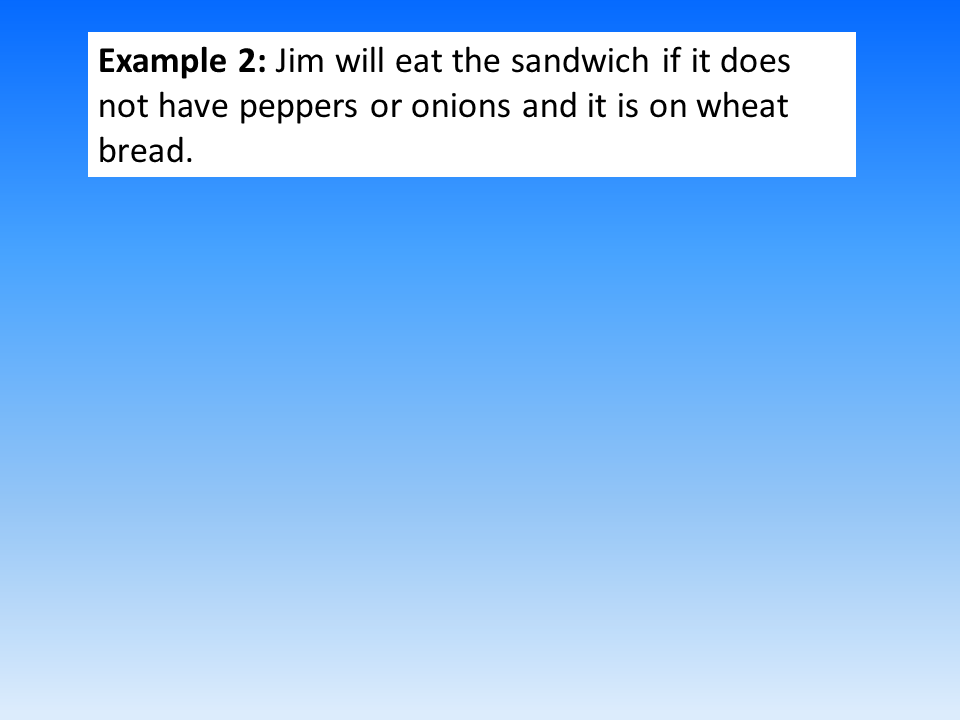 Example 2: Jim will eat the sandwich if it does
not have peppers or onions and it is on wheat
bread.